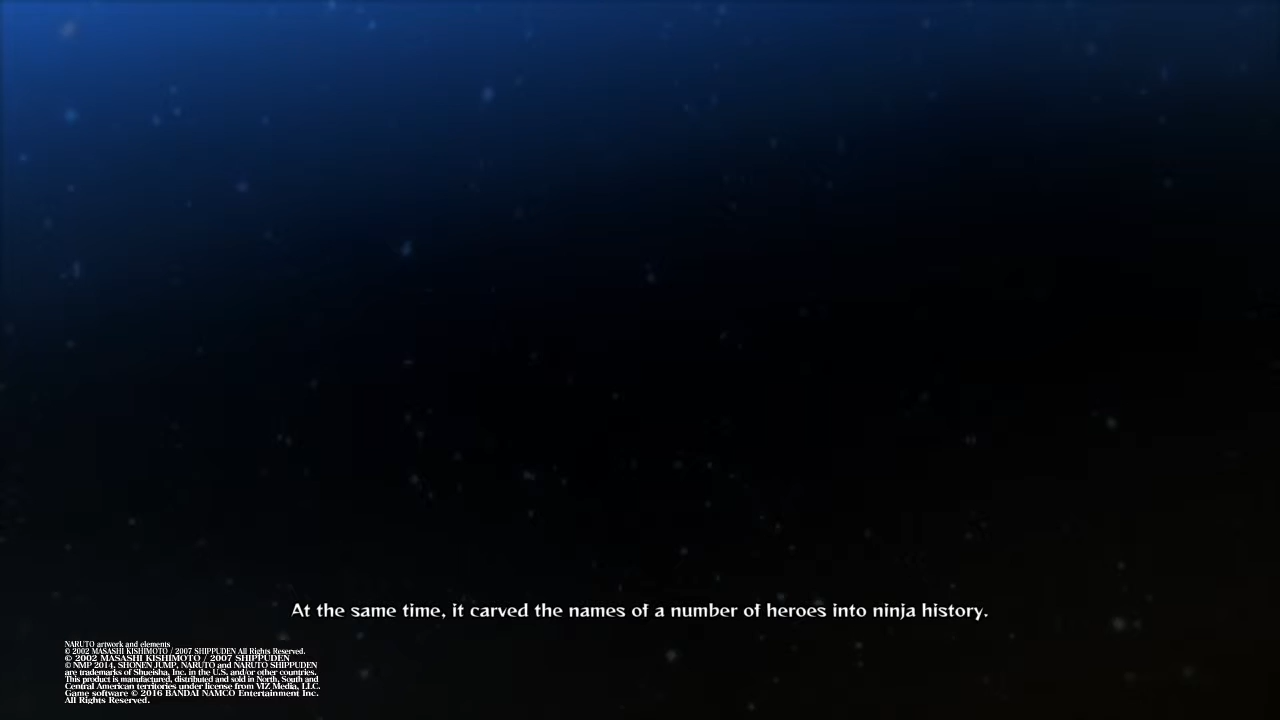 At the same time, it carved the names of a number of heroes into ninja history.
NARUTO artwork and elements
© 2002 MASASHI KISHIMOTO / 2007 SHIPPUDEN All Rights Reserved.
© 2002 MASASHI KISHIMOTO / 2007 SHIPPUDEN
© NMP 2014. SHONEN JUMP, NARUTO and NARUTO SHIPPUDEN
are trademarks of Shueisha, Inc. in the U.S. and/or other countries.
This product is manufactured, distributed and sold in North, South and
Central American territories under license from VIZ Media, LLC.
Game software © 2016 BANDAI NAMCO Entertainment Inc.
All Rights Reserved.